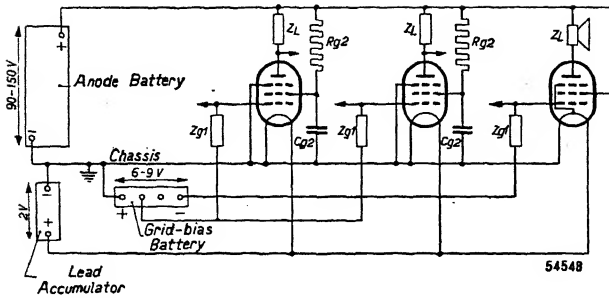 ZL
Rg2
ZL
Rg2
ZL
+
90-150V
Anode Battery
Zg1
Cg2
Zg1
Cg2
Zg1
Chassis
6-9 V
2V
+
+ -
Grid-bias
Battery
Lead
Accumulator
54548